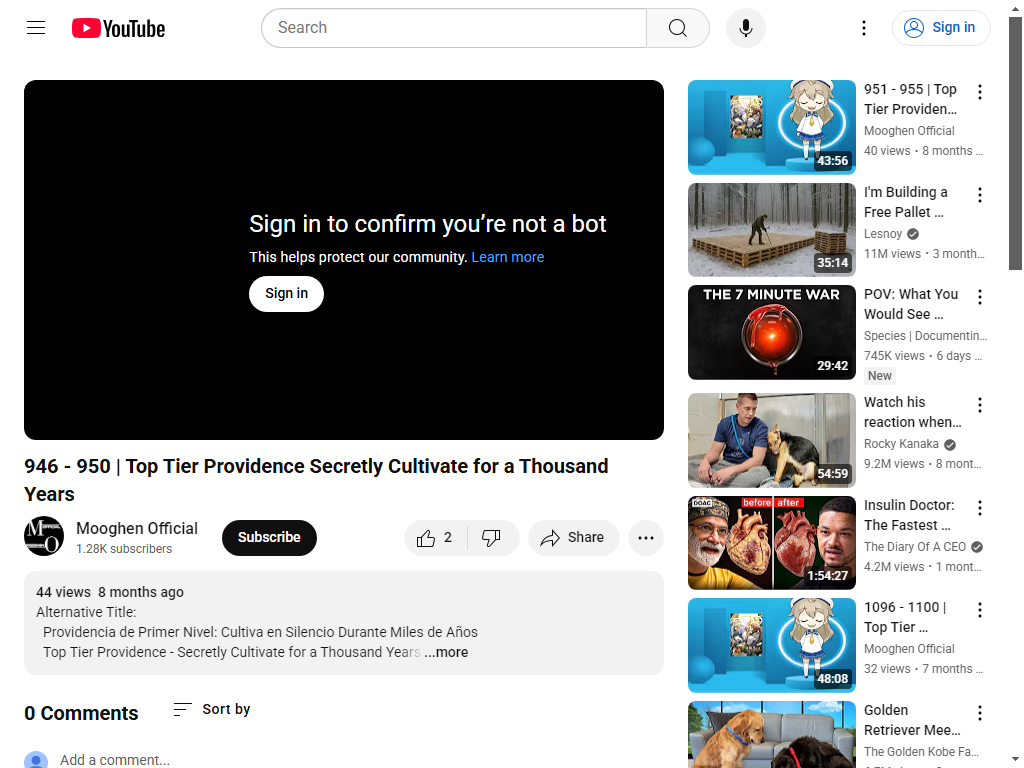 YouTube
Search
Sign in
Sign in to confirm you’re not a bot
This helps protect our community. Learn more
Sign in
946 - 950 | Top Tier Providence Secretly Cultivate for a Thousand
Years
Mooghen Official
1.28K subscribers
Subscribe
2
Share
44 views 8 months ago
Alternative Title:
Providencia de Primer Nivel: Cultiva en Silencio Durante Miles de Años
Top Tier Providence - Secretly Cultivate for a Thousand Years ...more
0 Comments
Sort by
Add a comment...
43:56
951 - 955 | Top
Tier Providen...
Mooghen Official
40 views • 8 months ...
35:14
I'm Building a
Free Pallet ...
Lesnoy
11M views • 3 month...
THE 7 MINUTE WAR
29:42
POV: What You
Would See ...
Species | Documentin...
745K views • 6 days ...
New
54:59
Watch his
reaction when...
Rocky Kanaka
9.2M views • 8 mont...
DOAC
before after
1:54:27
Insulin Doctor:
The Fastest ...
The Diary Of A CEO
4.2M views • 1 mont...
48:08
1096 - 1100 |
Top Tier ...
Mooghen Official
32 views • 7 months ...
Golden
Retriever Mee...
The Golden Kobe Fa...